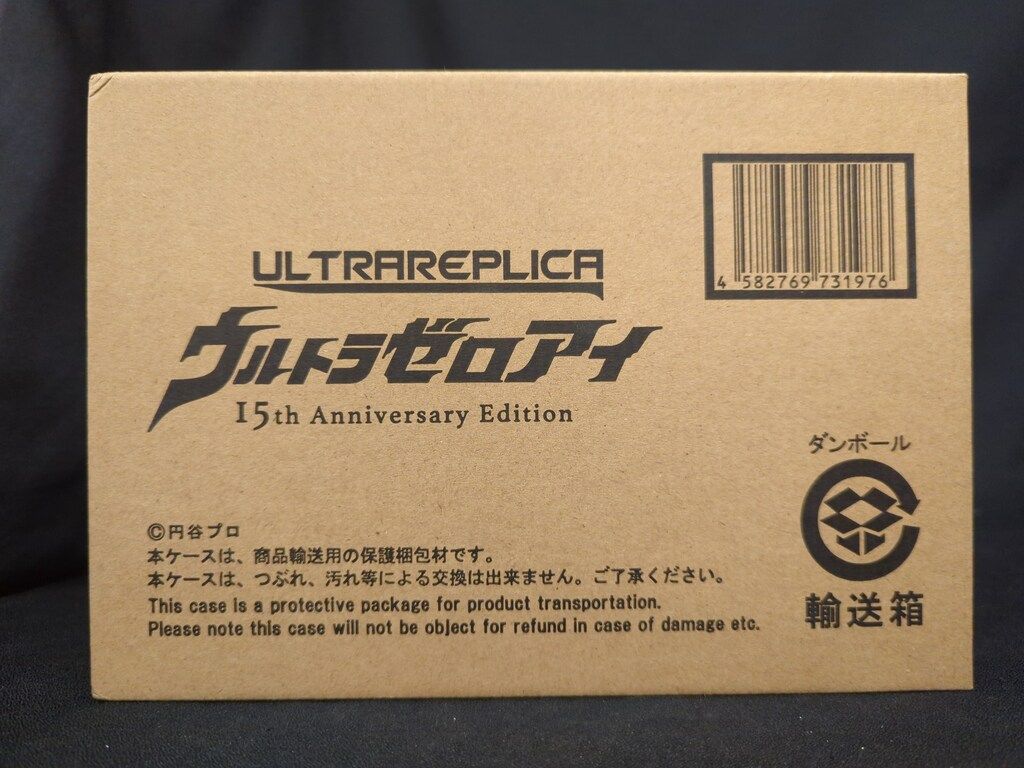 ULTRAREPLICA
ウルトラゼロアイ
15th Anniversary Edition
4 582769 731976
ダンボール
輸送箱
©円谷プロ
本ケースは、商品輸送用の保護梱包材です。
本ケースは、つぶれ、汚れ等による交換は出来ません。ご了承ください。
This case is a protective package for product transportation.
Please note this case will not be object for refund in case of damage etc.